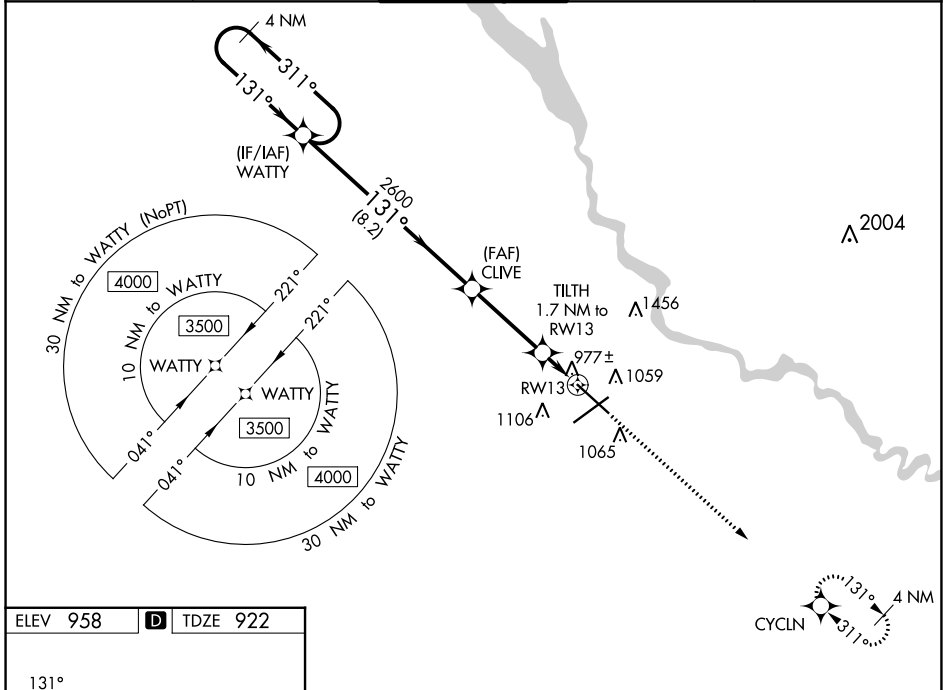 4 NM
311°
131°
(IF/IAF)
WATTY
2600
131°
(8.2)
(FAF)
CLIVE
TILTH
1.7 NM to
RW13
2004
1456
977±
1059
RW13
1106
1065
30 NM to WATTY (NoPT)
4000
10 NM to WATTY
3500
WATTY
221°
041°
221°
WATTY
3500
10 NM to WATTY
4000
30 NM to WATTY
041°
131°
4 NM
311°
CYCLN
ELEV 958 D TDZE 922
131°